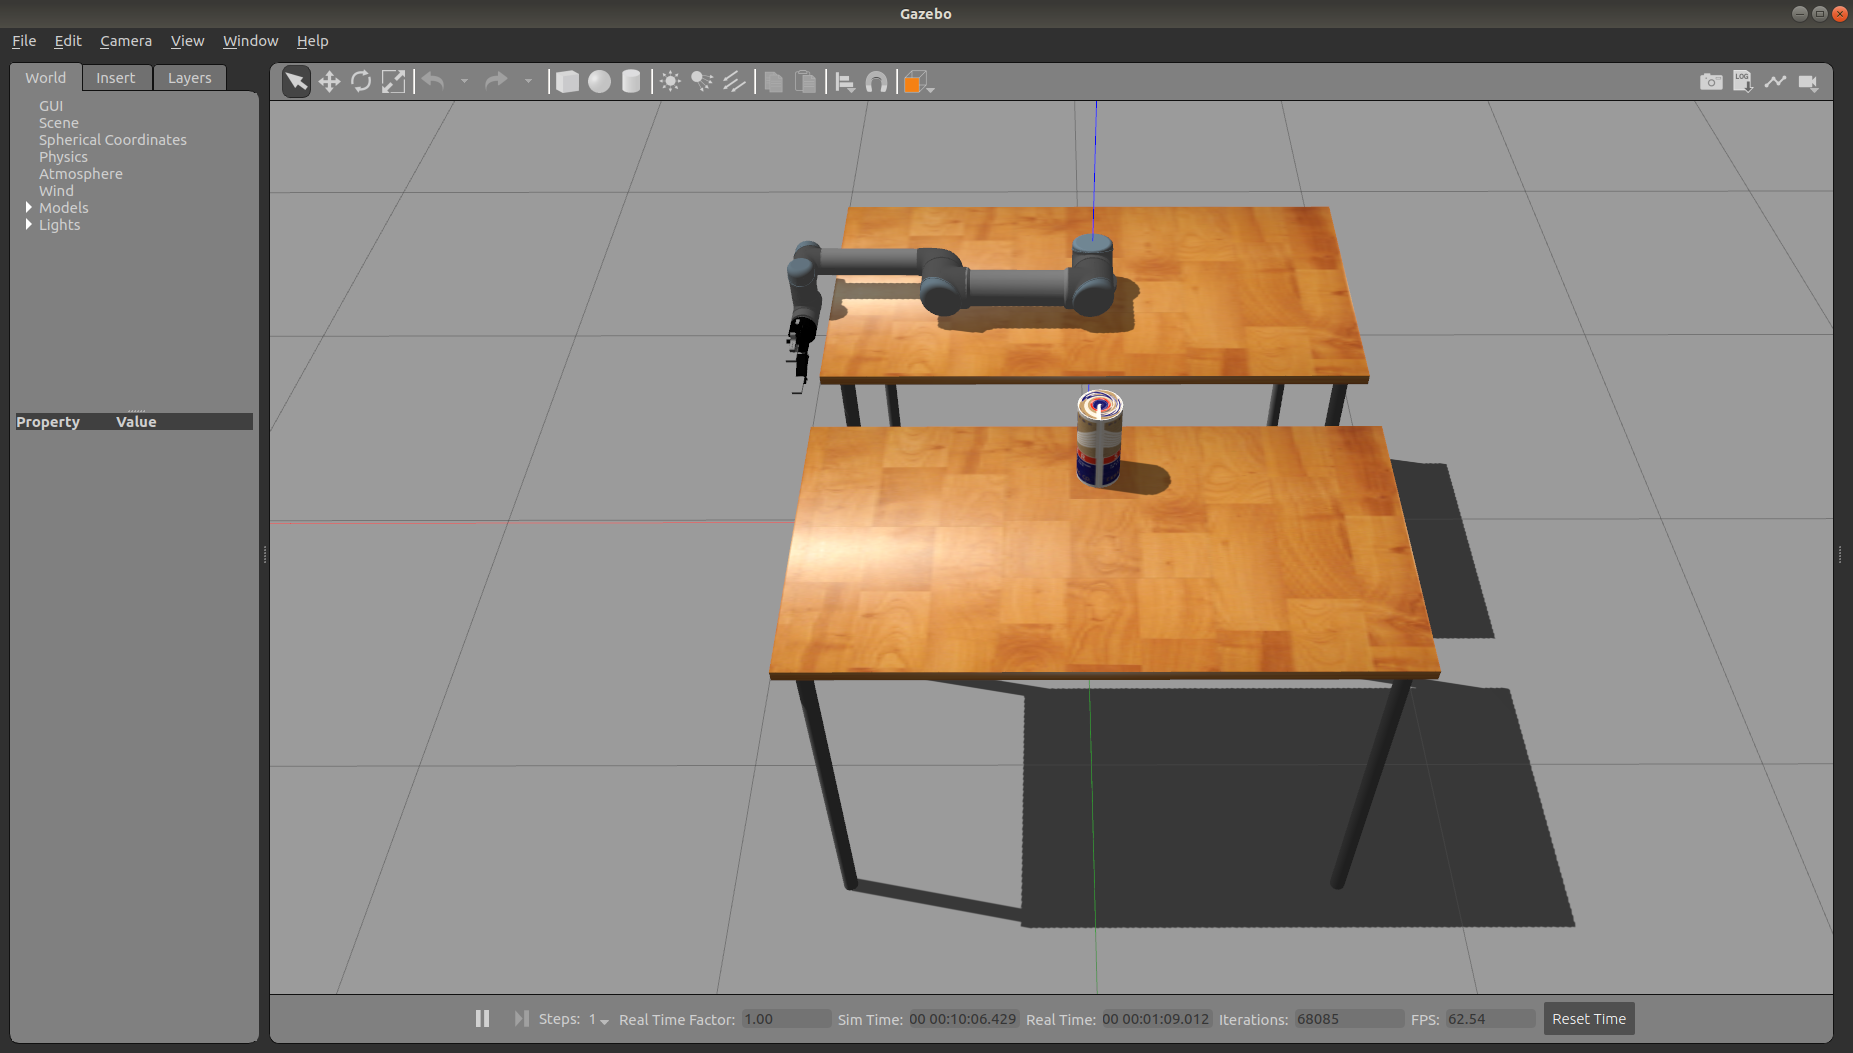 Gazebo
File Edit Camera View Window Help
World Insert Layers
GUI
Scene
Spherical Coordinates
Physics
Atmosphere
Wind
Models
Lights
Property Value
LOG
Steps: 1 Real Time Factor: 1.00 Sim Time: 00 00:10:06.429 Real Time: 00 00:01:09.012 Iterations: 68085 FPS: 62.54 Reset Time